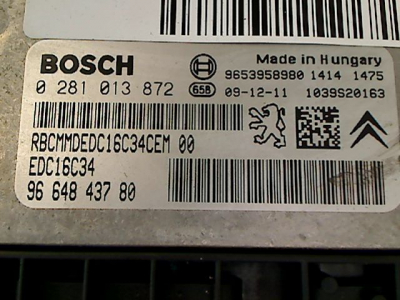 BOSCH
Made in Hungary
9653958980 1414 1475
0 281 013 872
65B 09-12-11 1039S20163
RBCMMDEDC16C34CEM 00
EDC16C34
96 648 437 80